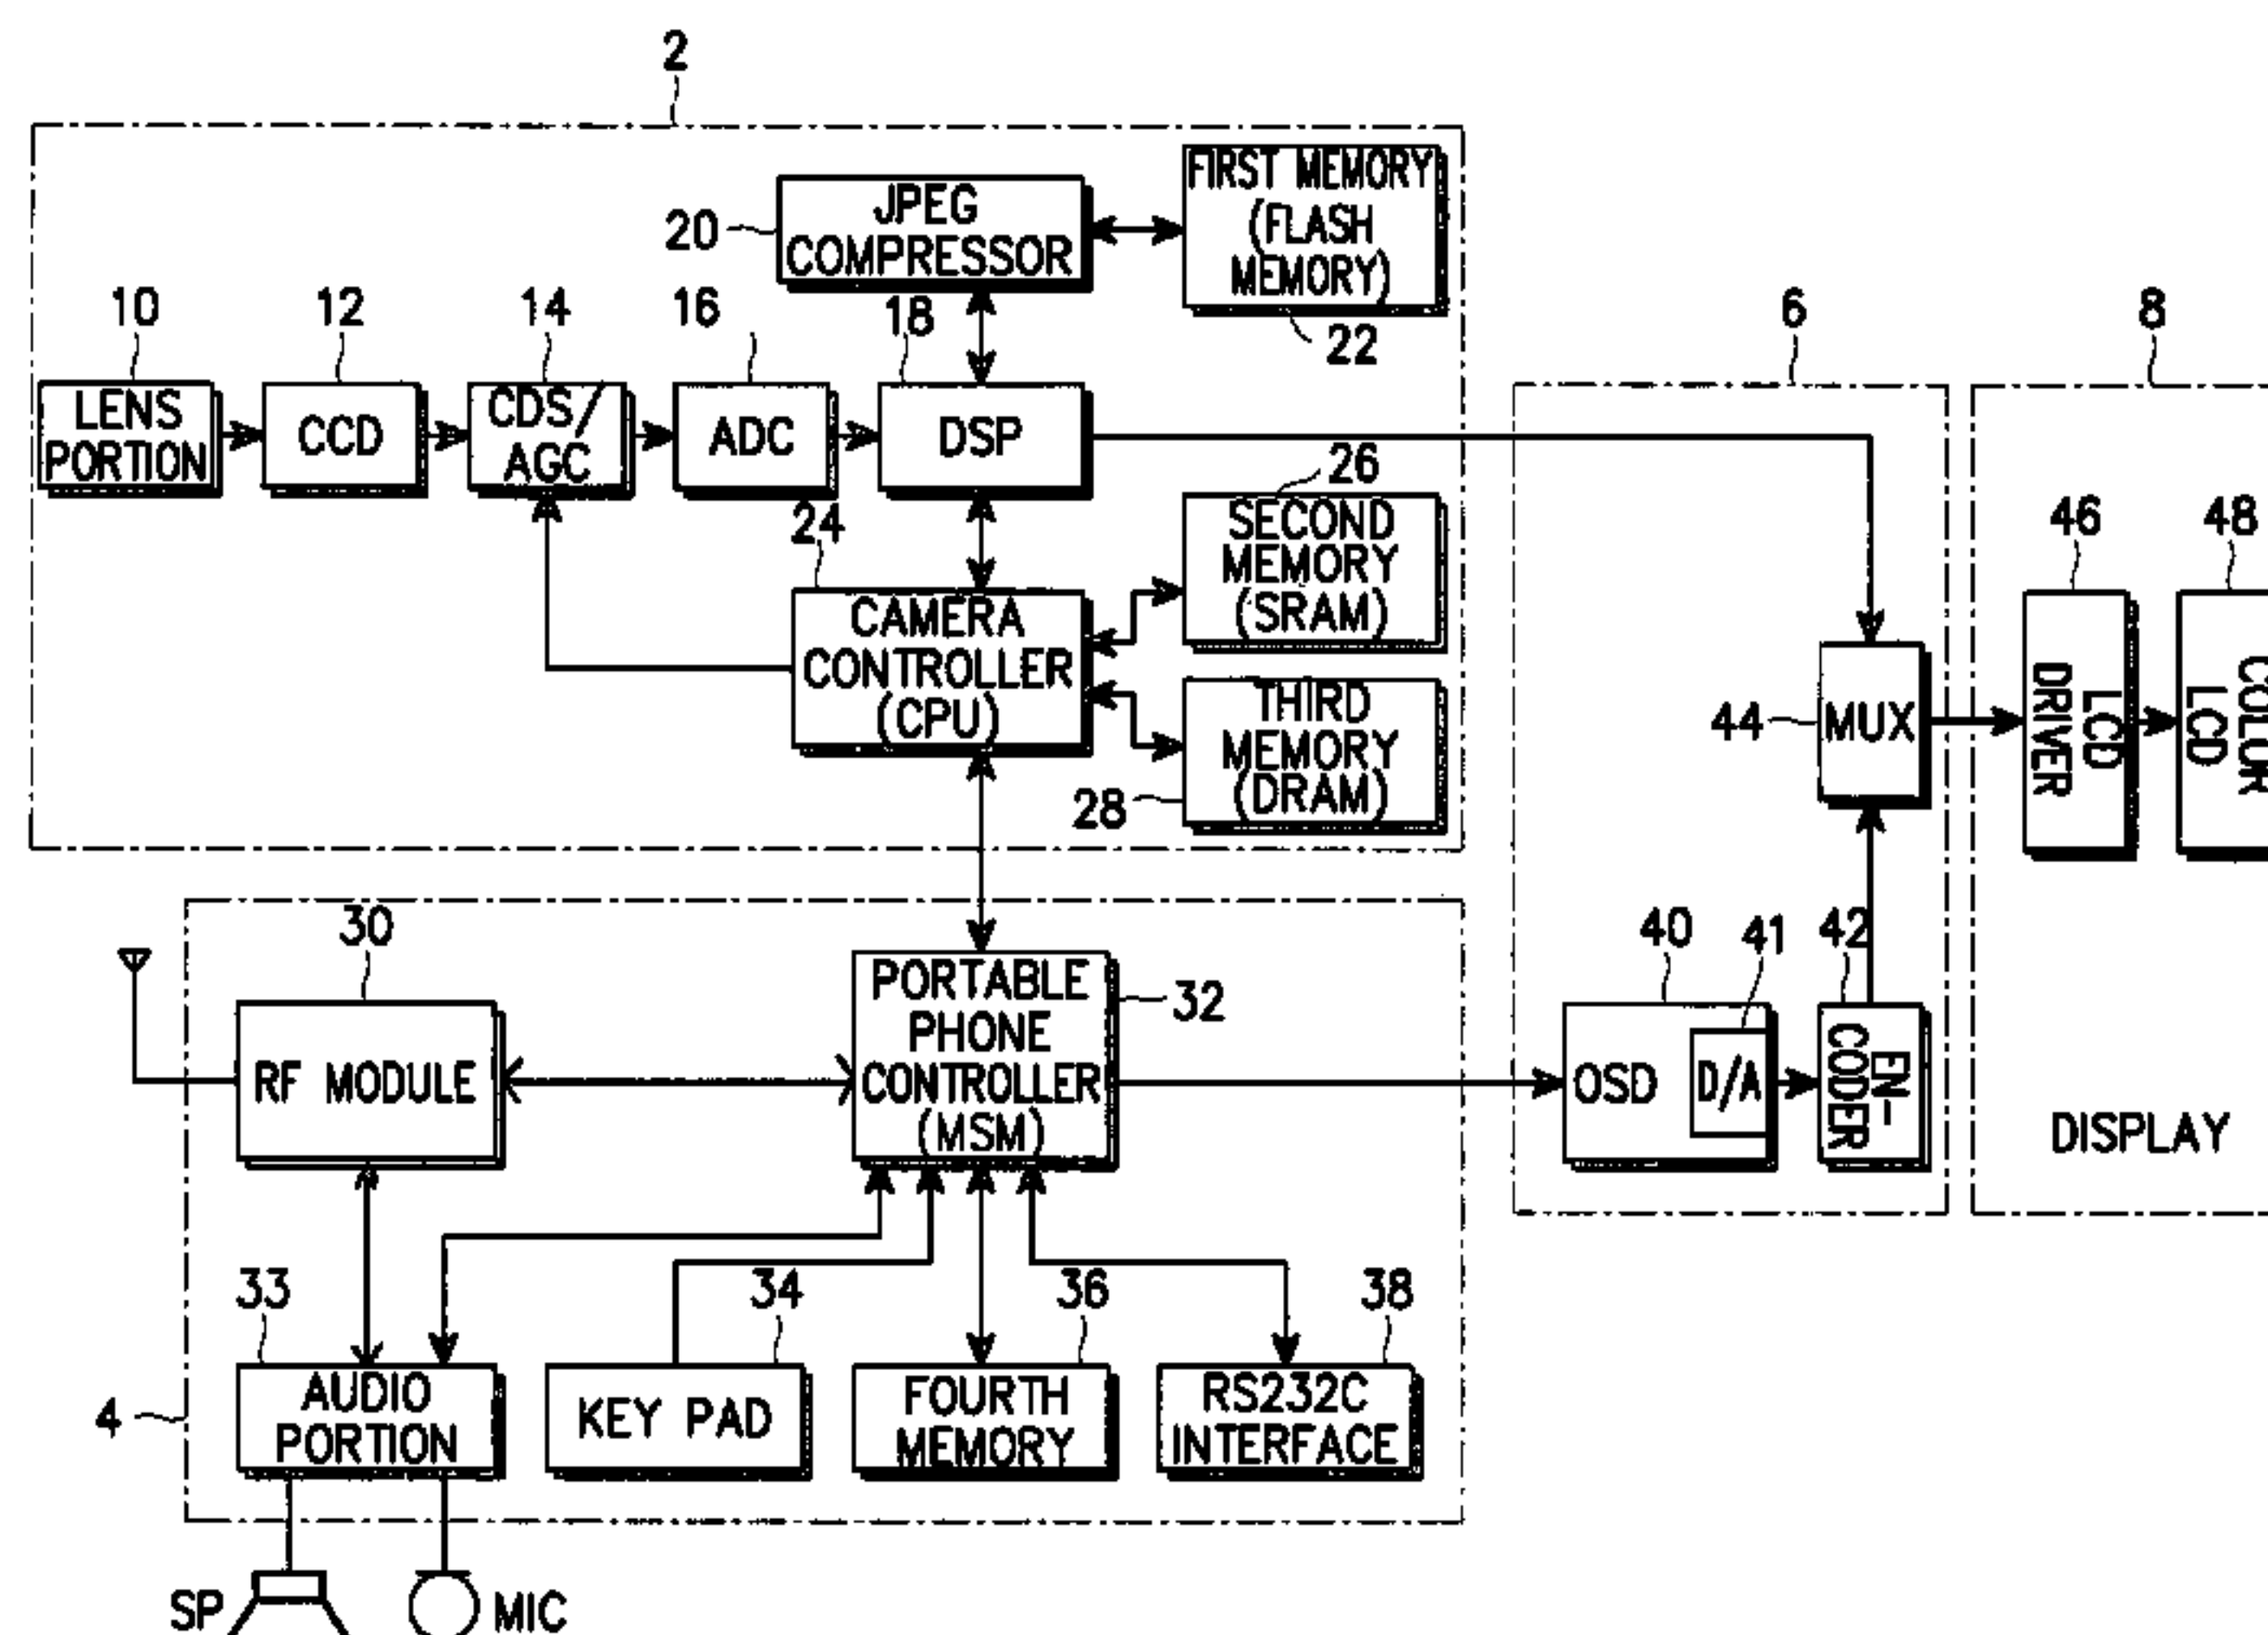 2
20
JPEG
COMPRESSOR
FIRST MEMORY
(FLASH
MEMORY)
22
10
12
14
16
18
6
8
LENS
PORTION
CCD
CDS/
AGC
ADC
DSP
24
26
SECOND
MEMORY
(SRAM)
CAMERA
CONTROLLER
(CPU)
THIRD
MEMORY
(DRAM)
28
44
MUX
46
LCD
DRIVER
48
COLOR
LCD
30
RF MODULE
PORTABLE
PHONE
CONTROLLER
(MSM)
32
40
41
42
OSD
D/A
EN-
CODER
DISPLAY
33
34
36
38
4
AUDIO
PORTION
KEY PAD
FOURTH
MEMORY
RS232C
INTERFACE
SP
MIC